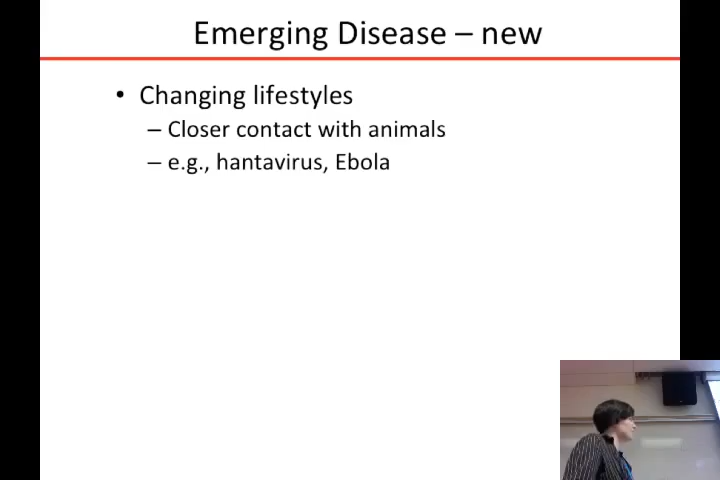 Emerging Disease – new
• Changing lifestyles
– Closer contact with animals
– e.g., hantavirus, Ebola